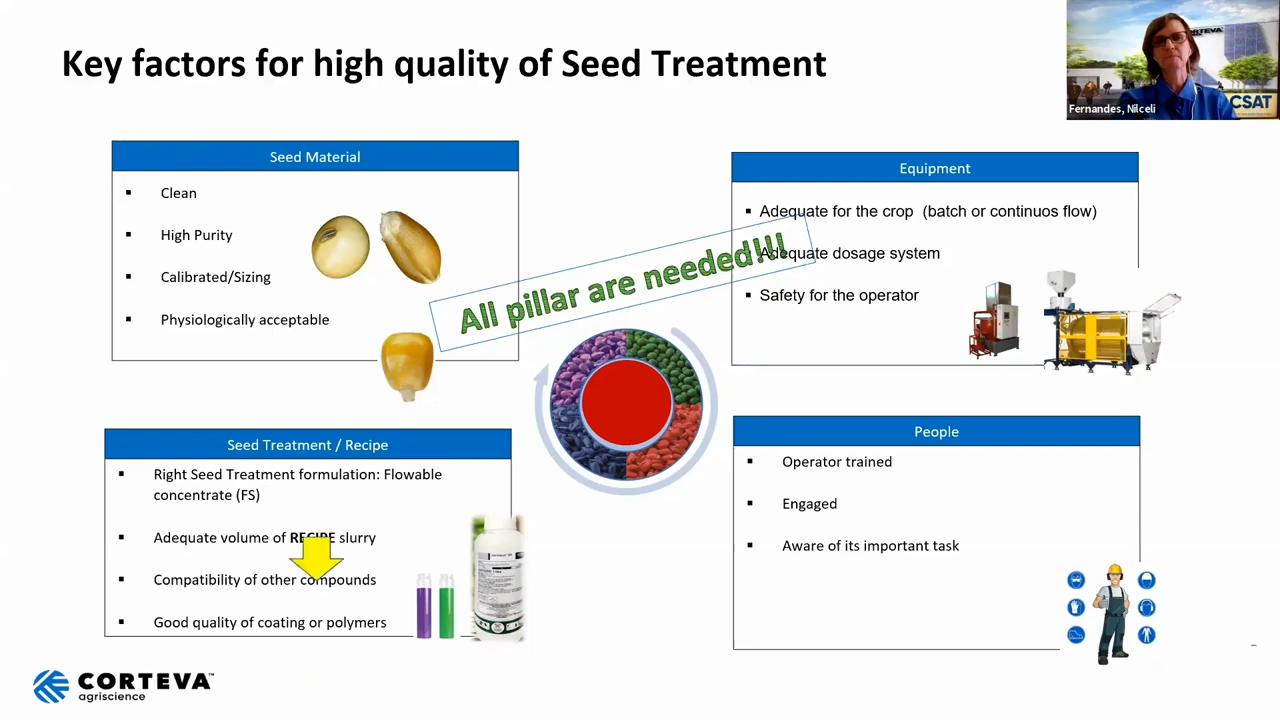 Key factors for high quality of Seed Treatment
CORTEVA
CSAT
Fernandes, Nilceli
Seed Material
Clean
High Purity
Calibrated/Sizing
Physiologically acceptable
Equipment
Adequate for the crop (batch or continuos flow)
Adequate dosage system
Safety for the operator
All pillar are needed!!!
Seed Treatment / Recipe
Right Seed Treatment formulation: Flowable
concentrate (FS)
Adequate volume of RECIPE slurry
Compatibility of other compounds
Good quality of coating or polymers
People
Operator trained
Engaged
Aware of its important task
CORTEVA™
agriscience